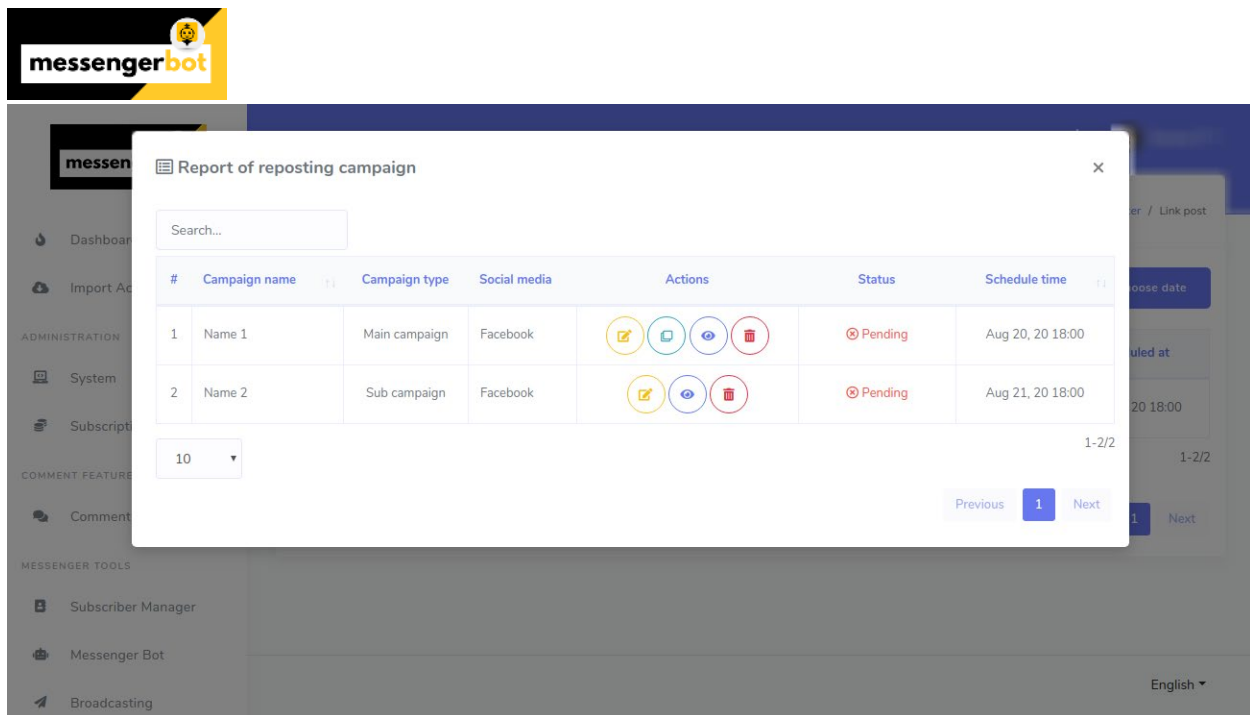 messengerbot
messen
Report of reposting campaign ×
er / Link post
Search...
Dashboar
# Campaign name Campaign type Social media Actions Status Schedule time
Import Ac
oose date
1 Name 1 Main campaign Facebook Pending Aug 20, 20 18:00
ADMINISTRATION
uled at
System
2 Name 2 Sub campaign Facebook Pending Aug 21, 20 18:00
20 18:00
Subscripti
1-2/2
10
1-2/2
COMMENT FEATURE
Previous 1 Next
Comment
1 Next
MESSENGER TOOLS
Subscriber Manager
Messenger Bot
English
Broadcasting